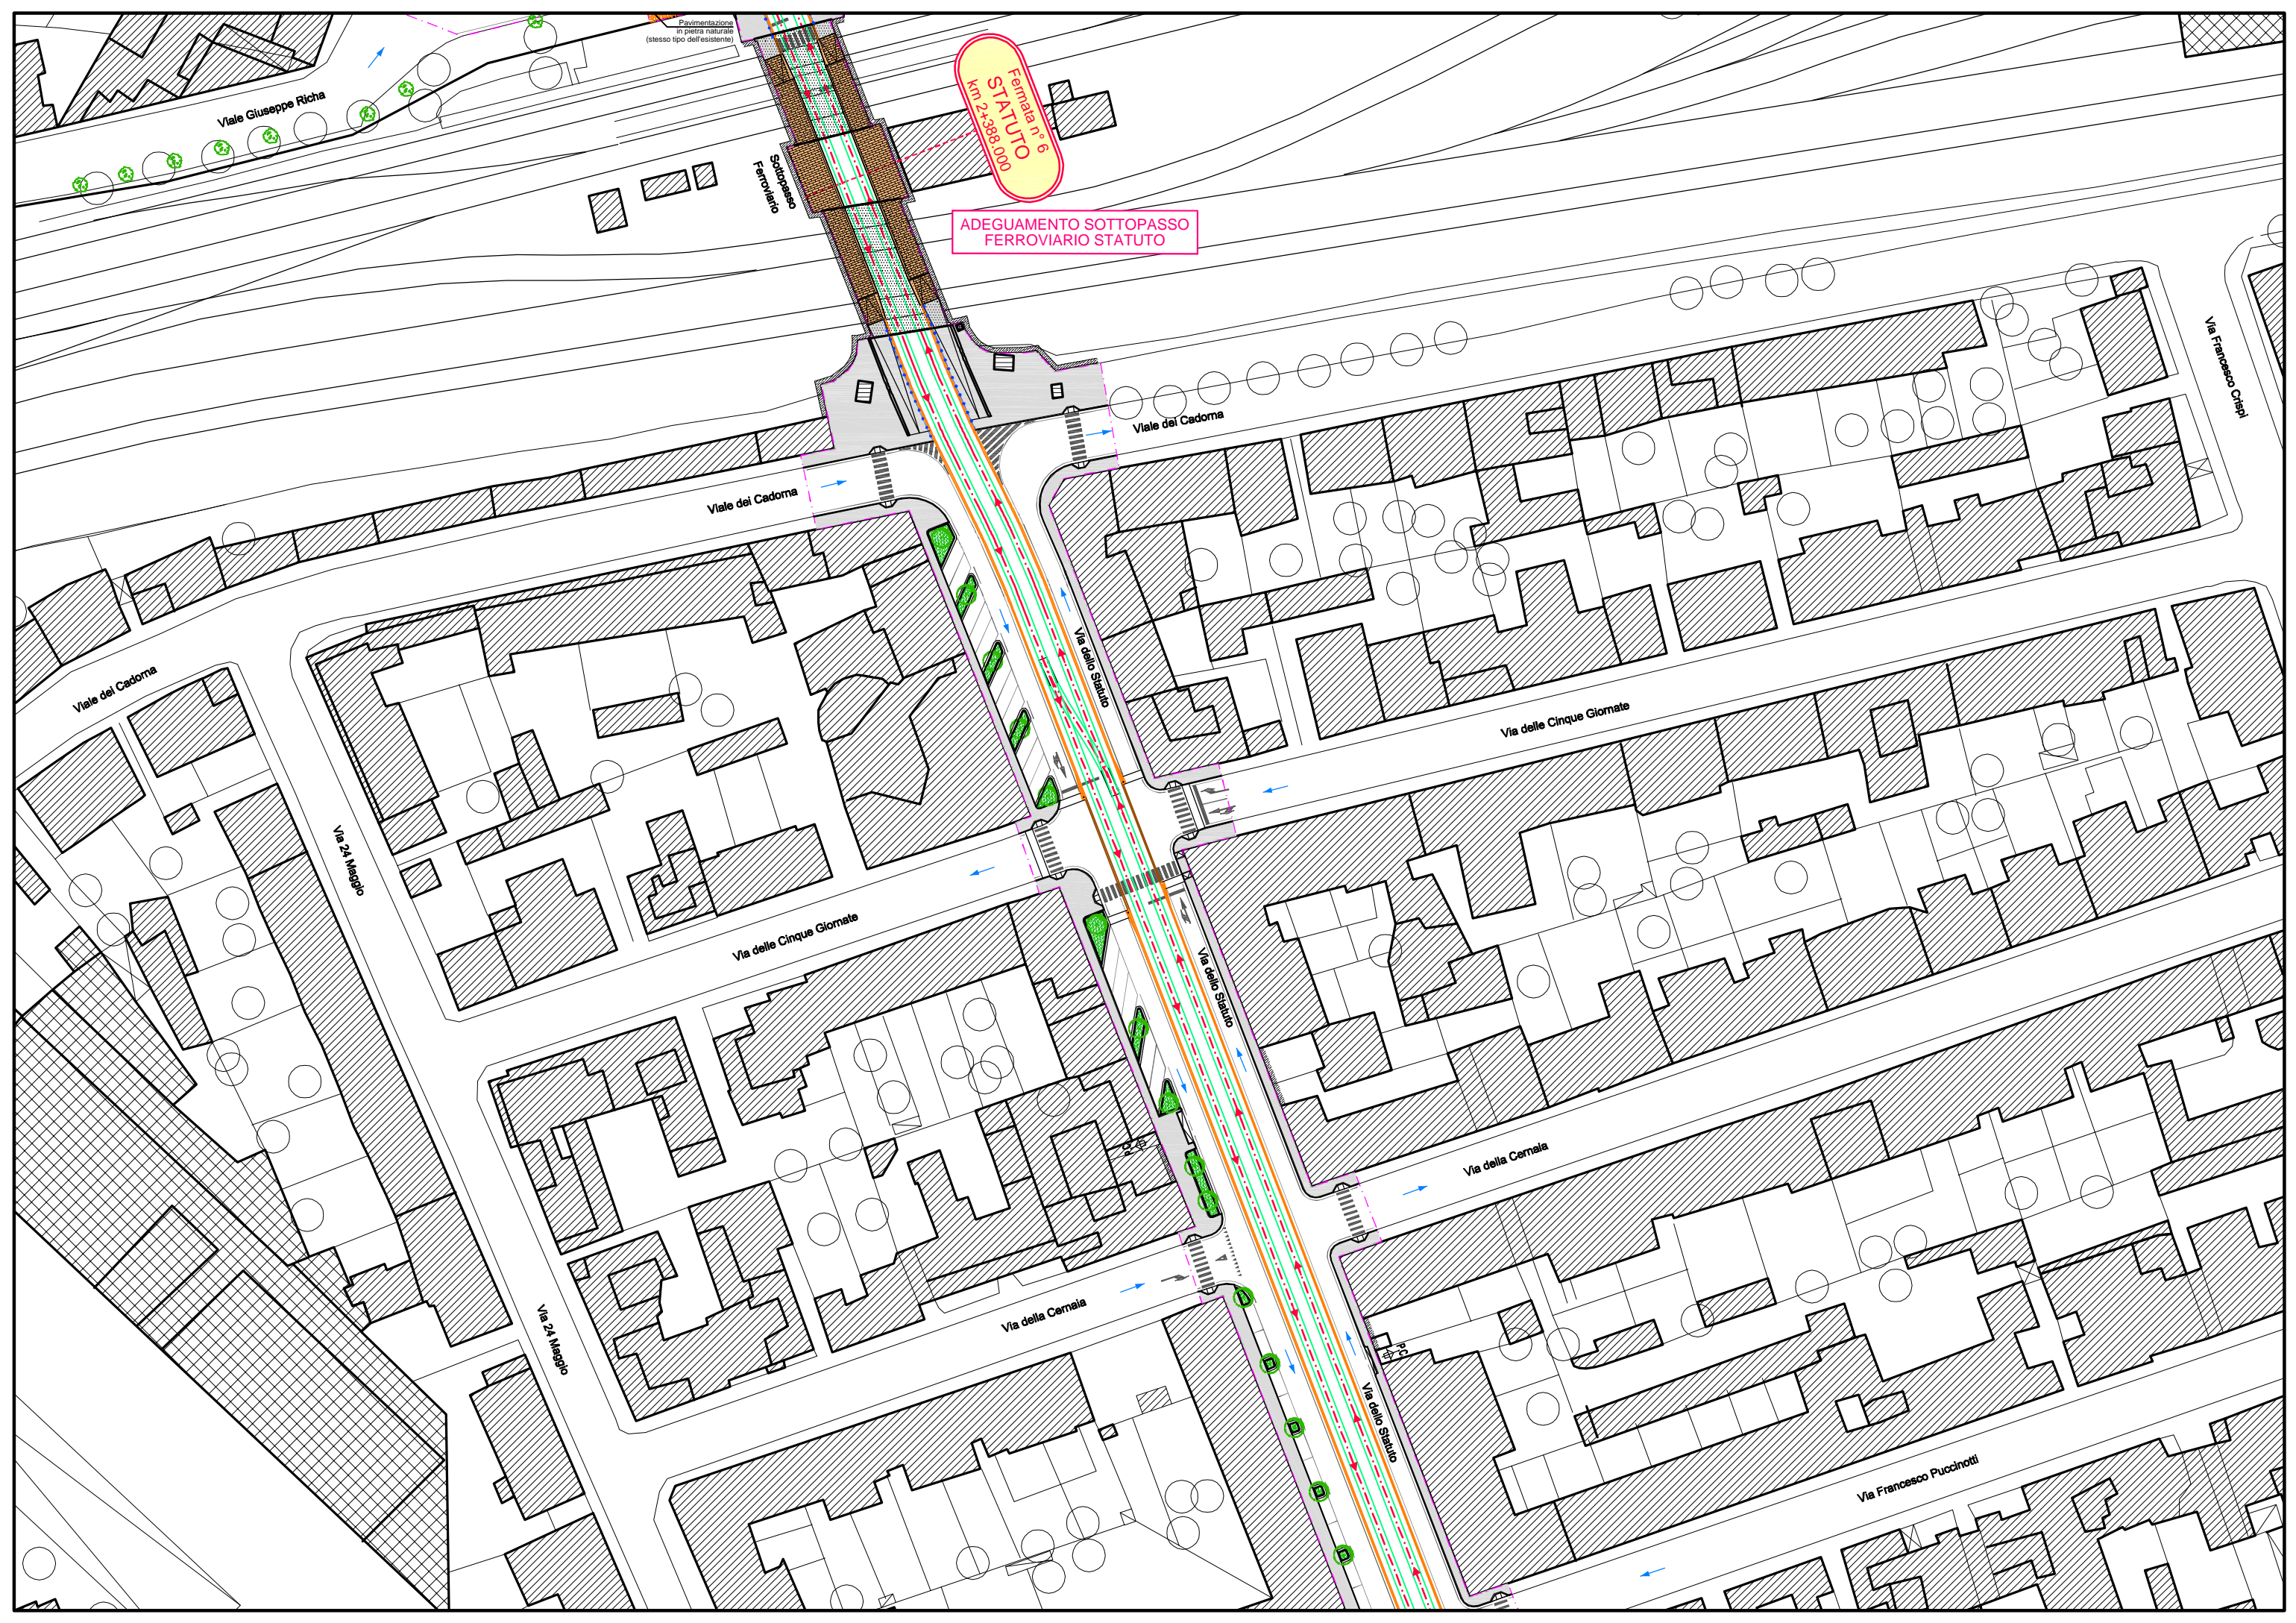 Pavimentazione
in pietra naturale
(stesso tipo dell'esistente)
Viale Giuseppe Richa
Fermata n° 6
STATUTO
km 2+388.000
Sottopasso
Ferroviario
ADEGUAMENTO SOTTOPASSO
FERROVIARIO STATUTO
Via Francesco Crispi
Viale dei Cadorna
Viale dei Cadorna
Viale dei Cadorna
Via dello Statuto
Via delle Cinque Giornate
Via 24 Maggio
Via delle Cinque Giornate
Via dello Statuto
Via della Cernaia
P.C.
Via della Cernaia
Via 24 Maggio
P.C.
Via dello Statuto
Via Francesco Puccinotti